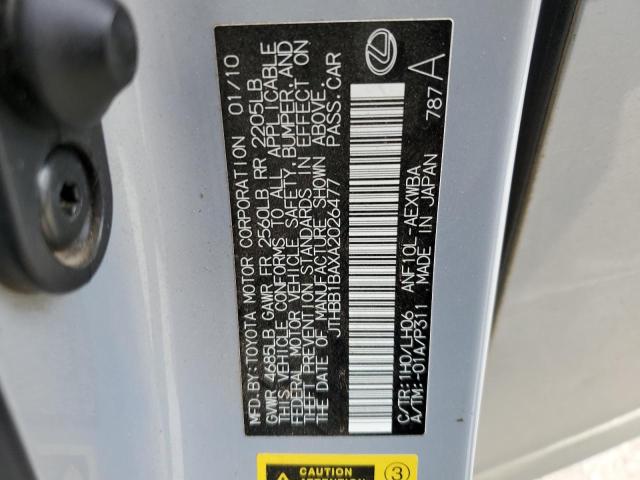 MFD.BY:TOYOTA MOTOR CORPORATION 01/10
GVWR 4685LB GAWR FR 2560LB RR 2205LB
THIS VEHICLE CONFORMS TO ALL APPLICABLE
FEDERAL MOTOR VEHICLE SAFETY, BUMPER, AND
THEFT PREVENTION STANDARDS IN EFFECT ON
THE DATE OF MANUFACTURE SHOWN ABOVE.
JTHBB1BAXA2026477 PASS.CAR
C/TR:1H0/LH06 ANF10L-AEXWBA 787 A
A/TM:-01A/P311 MADE IN JAPAN
CAUTION
ATTENTION
3